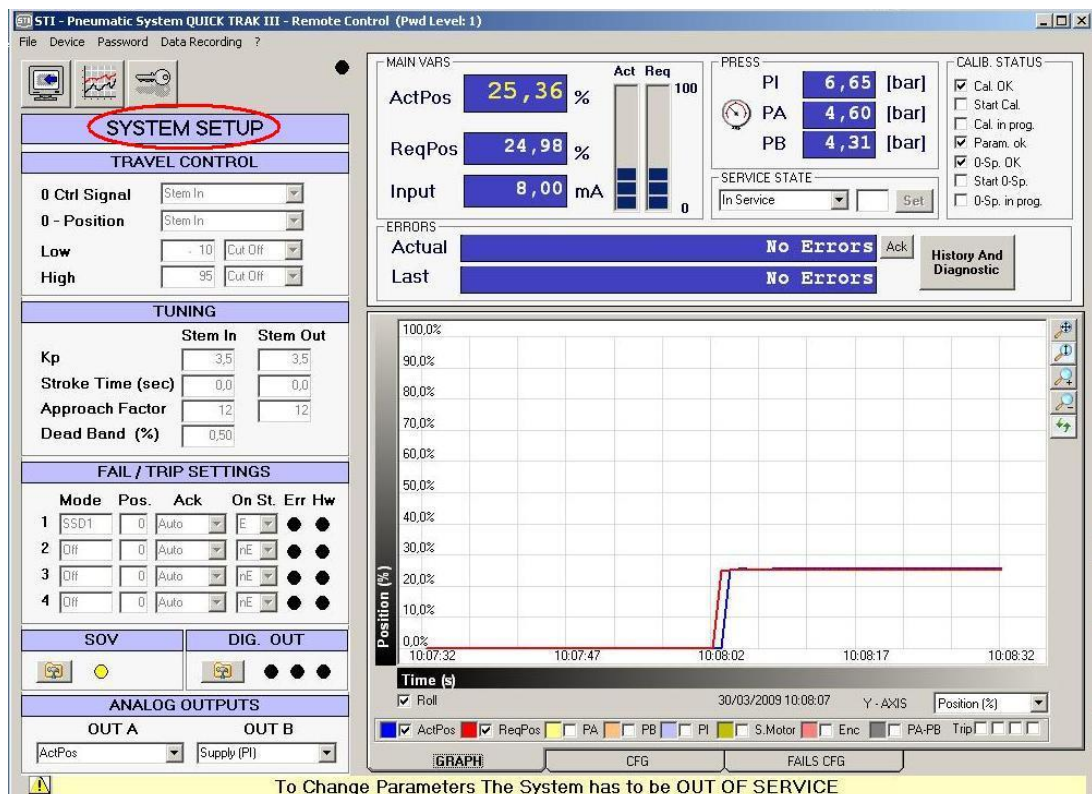 STI - Pneumatic System QUICK TRAK III - Remote Control (Pwd Level: 1)
File Device Password Data Recording ?
SYSTEM SETUP
TRAVEL CONTROL
0 Ctrl Signal Stem In
0 - Position Stem In
Low - 10 Cut Off
High 95 Cut Off
TUNING
Stem In Stem Out
Kp 3,5 3,5
Stroke Time (sec) 0,0 0,0
Approach Factor 12 12
Dead Band (%) 0,50
FAIL / TRIP SETTINGS
Mode Pos. Ack On St. Err Hw
1 SSD1 0 Auto E
2 Off 0 Auto nE
3 Off 0 Auto nE
4 Off 0 Auto nE
SOV DIG. OUT
ANALOG OUTPUTS
OUT A OUT B
ActPos Supply (PI)
MAIN VARS
Act Req
ActPos 25,36 % 100
ReqPos 24,98 %
Input 8,00 mA 0
PRESS
PI 6,65 [bar]
PA 4,60 [bar]
PB 4,31 [bar]
SERVICE STATE
In Service Set
CALIB. STATUS
Cal. OK
Start Cal.
Cal. in prog.
Param. ok
0-Sp. OK
Start 0-Sp.
0-Sp. in prog.
ERRORS
Actual No Errors Ack
Last No Errors
History And
Diagnostic
100,0%
90,0%
80,0%
70,0%
60,0%
50,0%
40,0%
30,0%
20,0%
10,0%
0,0%
Position (%)
10:07:32 10:07:47 10:08:02 10:08:17 10:08:32
Time (s)
Roll 30/03/2009 10:08:07 Y - AXIS Position (%)
ActPos ReqPos PA PB PI S.Motor Enc PA-PB Trip
GRAPH CFG FAILS CFG
To Change Parameters The System has to be OUT OF SERVICE